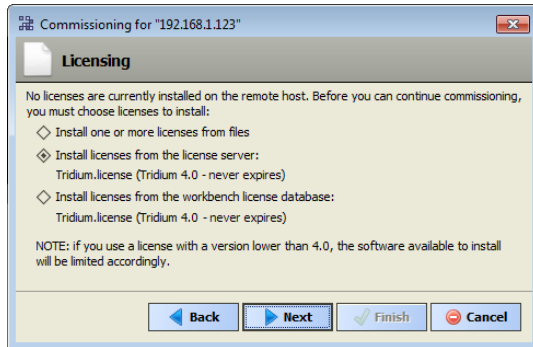 Commissioning for "192.168.1.123"
Licensing
No licenses are currently installed on the remote host. Before you can continue commissioning,
you must choose licenses to install:
Install one or more licenses from files
Install licenses from the license server:
Tridium.license (Tridium 4.0 - never expires)
Install licenses from the workbench license database:
Tridium.license (Tridium 4.0 - never expires)
NOTE: if you use a license with a version lower than 4.0, the software available to install
will be limited accordingly.
Back Next Finish Cancel